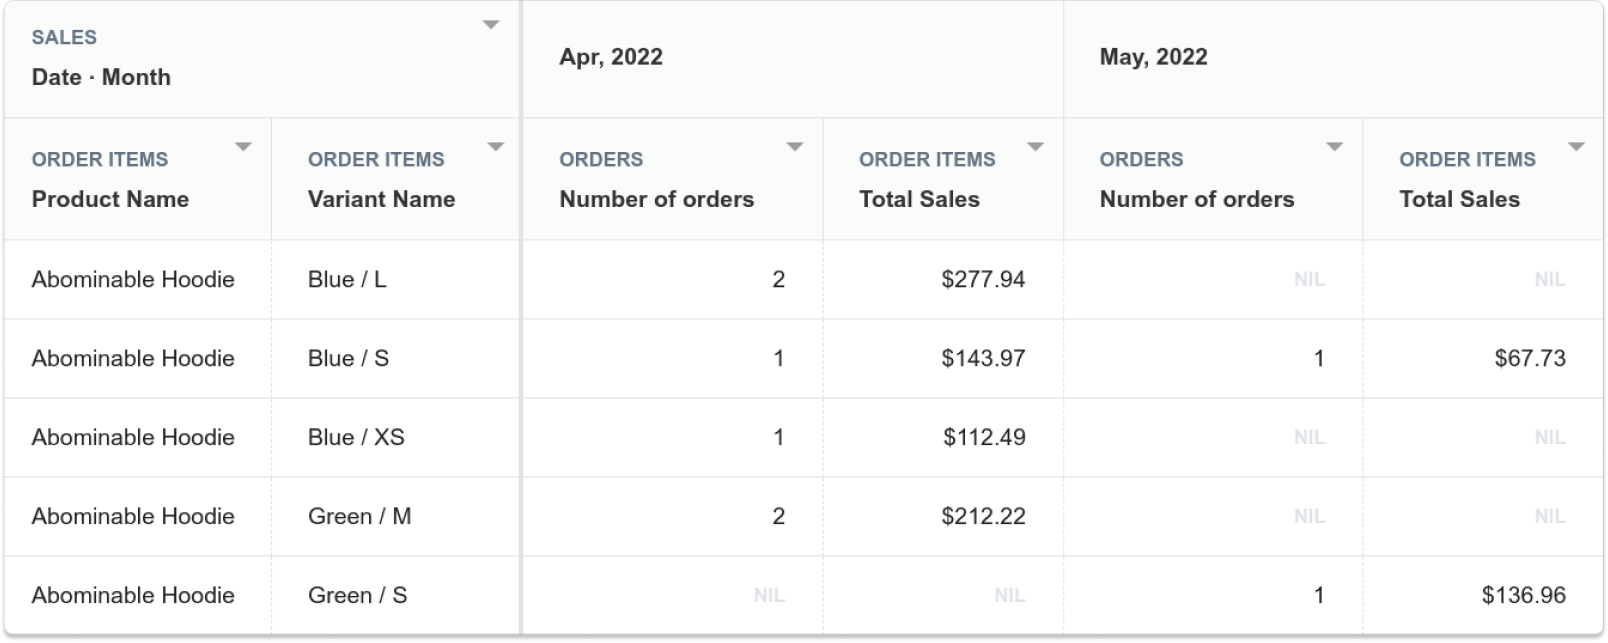 SALES
Date · Month
Apr, 2022
May, 2022
ORDER ITEMS
Product Name
ORDER ITEMS
Variant Name
ORDERS
Number of orders
ORDER ITEMS
Total Sales
ORDERS
Number of orders
ORDER ITEMS
Total Sales
Abominable Hoodie Blue / L 2 $277.94 NIL NIL
Abominable Hoodie Blue / S 1 $143.97 1 $67.73
Abominable Hoodie Blue / XS 1 $112.49 NIL NIL
Abominable Hoodie Green / M 2 $212.22 NIL NIL
Abominable Hoodie Green / S NIL NIL 1 $136.96